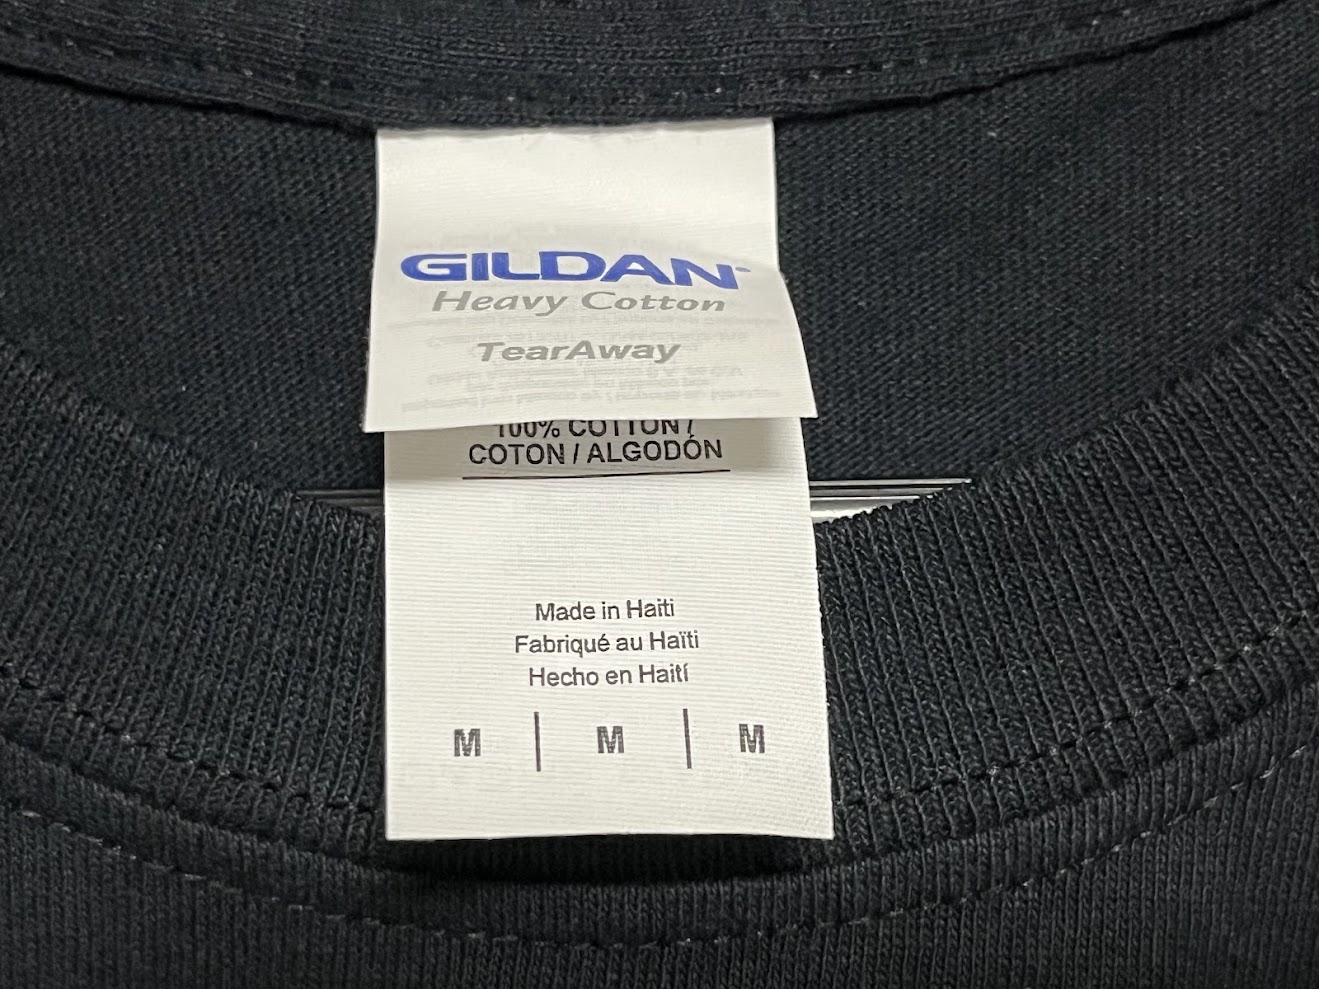 GILDAN
Heavy Cotton
TearAway
100% COTTON /
COTON / ALGODÓN
Made in Haiti
Fabriqué au Haïti
Hecho en Haití
M | M | M